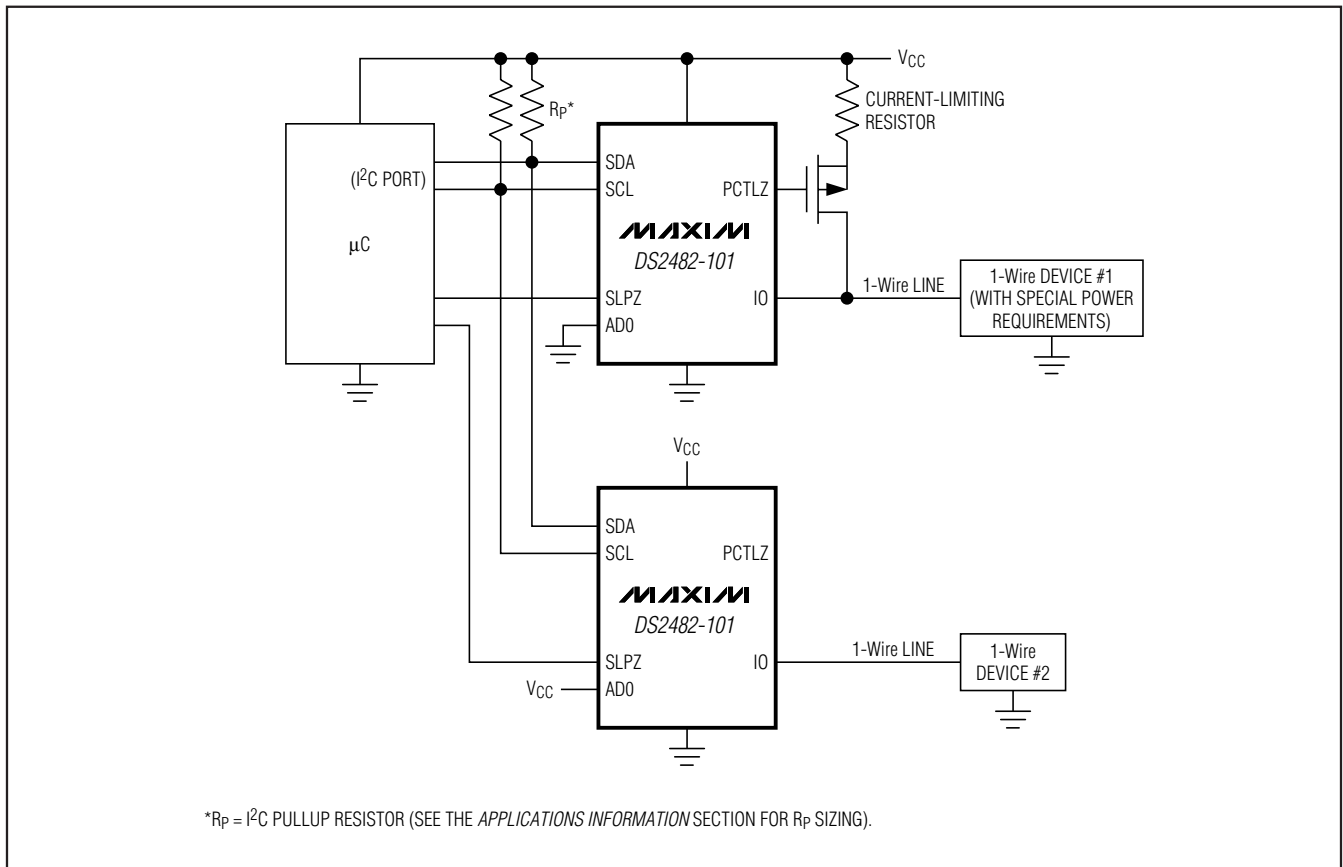 VCC
RP*
CURRENT-LIMITING
RESISTOR
(I²C PORT)
µC
SDA
SCL
PCTLZ
MAXIM
DS2482-101
SLPZ
AD0
IO
1-Wire LINE
1-Wire DEVICE #1
(WITH SPECIAL POWER
REQUIREMENTS)
VCC
SDA
SCL
PCTLZ
MAXIM
DS2482-101
SLPZ
VCC
AD0
IO
1-Wire LINE
1-Wire
DEVICE #2
*RP = I²C PULLUP RESISTOR (SEE THE APPLICATIONS INFORMATION SECTION FOR RP SIZING).